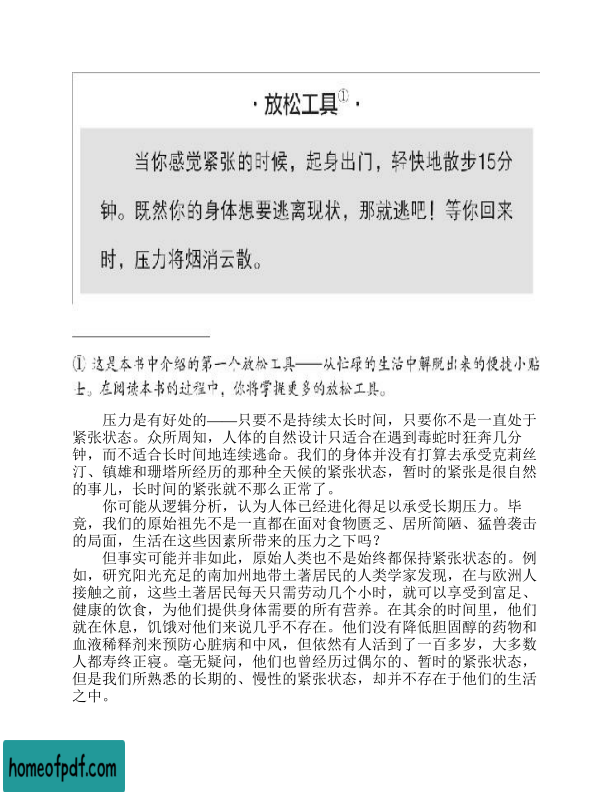 ·放松工具①·
当你感觉紧张的时候，起身出门，轻快地散步15分
钟。既然你的身体想要逃离现状，那就逃吧！等你回来
时，压力将烟消云散。
① 这是本书中介绍的第一个放松工具——从忙碌的生活中解脱出来的便捷小贴
士。在阅读本书的过程中，你将掌握更多的放松工具。
压力是有好处的——只要不是持续太长时间，只要你不是一直处于
紧张状态。众所周知，人体的自然设计只适合在遇到毒蛇时狂奔几分
钟，而不适合长时间地连续逃命。我们的身体并没有打算去承受克莉丝
汀、镇雄和珊塔所经历的那种全天候的紧张状态，暂时的紧张是很自然
的事儿，长时间的紧张就不那么正常了。
你可能从逻辑分析，认为人体已经进化得足以承受长期压力。毕
竟，我们的原始祖先不是一直都在面对食物匮乏、居所简陋、猛兽袭击
的局面，生活在这些因素所带来的压力之下吗？
但事实可能并非如此，原始人类也不是始终都保持紧张状态的。例
如，研究阳光充足的南加州地带土著居民的人类学家发现，在与欧洲人
接触之前，这些土著居民每天只需劳动几个小时，就可以享受到富足、
健康的饮食，为他们提供身体需要的所有营养。在其余的时间里，他们
就在休息，饥饿对他们来说几乎不存在。他们没有降低胆固醇的药物和
血液稀释剂来预防心脏病和中风，但依然有人活到了一百多岁，大多数
人都寿终正寝。毫无疑问，他们也曾经历过偶尔的、暂时的紧张状态，
但是我们所熟悉的长期的、慢性的紧张状态，却并不存在于他们的生活
之中。
homeofpdf.com